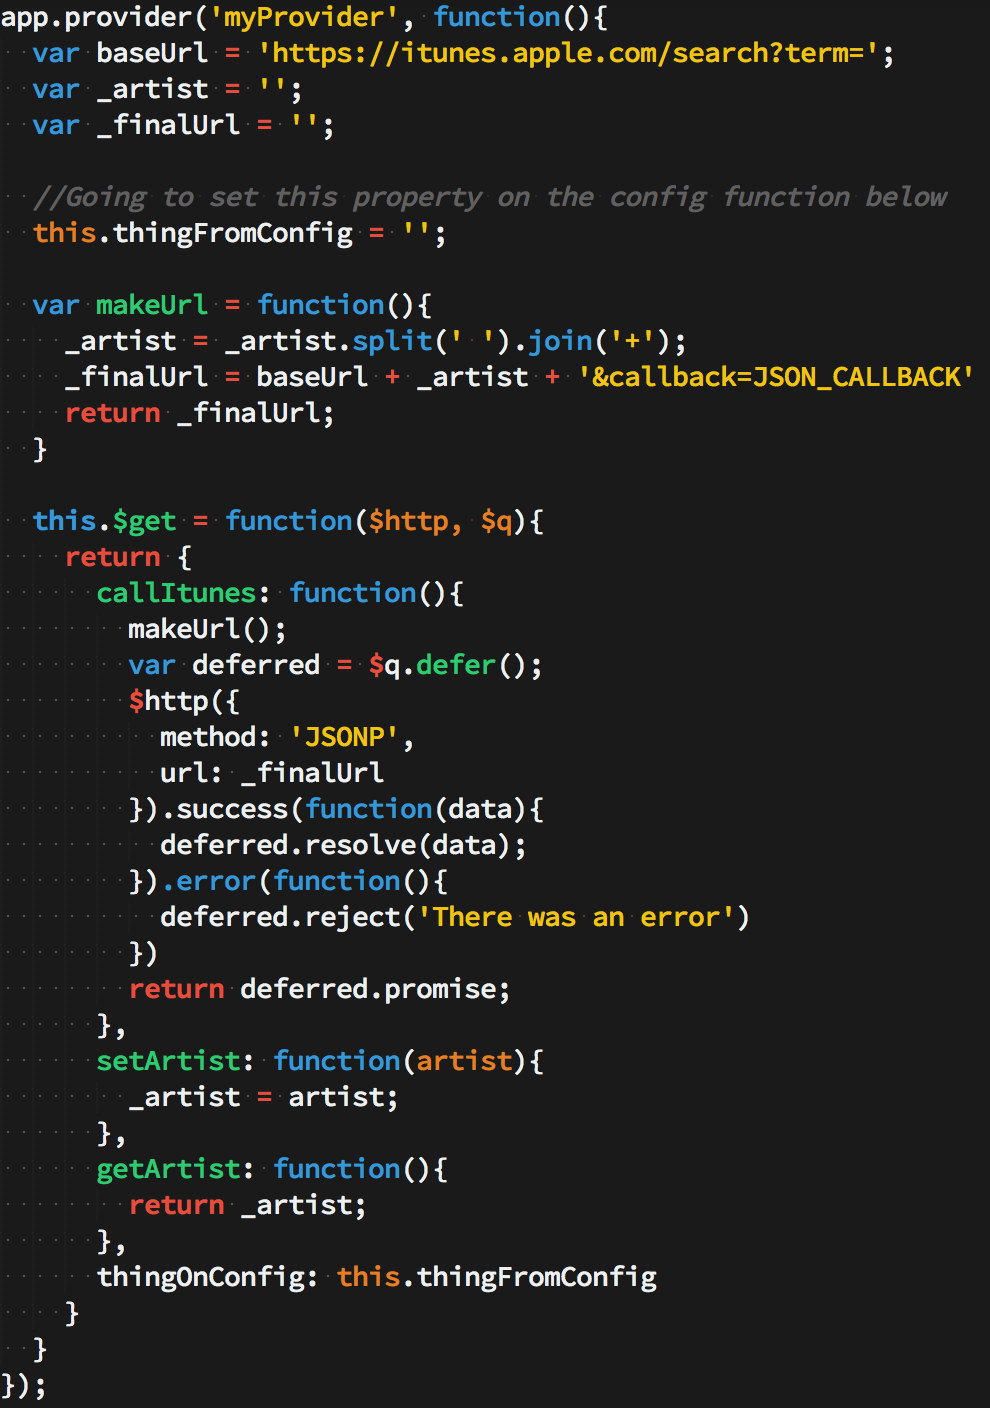 app.provider('myProvider', function(){
  var baseUrl = 'https://itunes.apple.com/search?term=';
  var _artist = '';
  var _finalUrl = '';

  //Going to set this property on the config function below
  this.thingFromConfig = '';

  var makeUrl = function(){
    _artist = _artist.split(' ').join('+');
    _finalUrl = baseUrl + _artist + '&callback=JSON_CALLBACK'
    return _finalUrl;
  }

  this.$get = function($http, $q){
    return {
      callItunes: function(){
        makeUrl();
        var deferred = $q.defer();
        $http({
          method: 'JSONP',
          url: _finalUrl
        }).success(function(data){
          deferred.resolve(data);
        }).error(function(){
          deferred.reject('There was an error')
        })
        return deferred.promise;
      },
      setArtist: function(artist){
        _artist = artist;
      },
      getArtist: function(){
        return _artist;
      },
      thingOnConfig: this.thingFromConfig
    }
  }
});